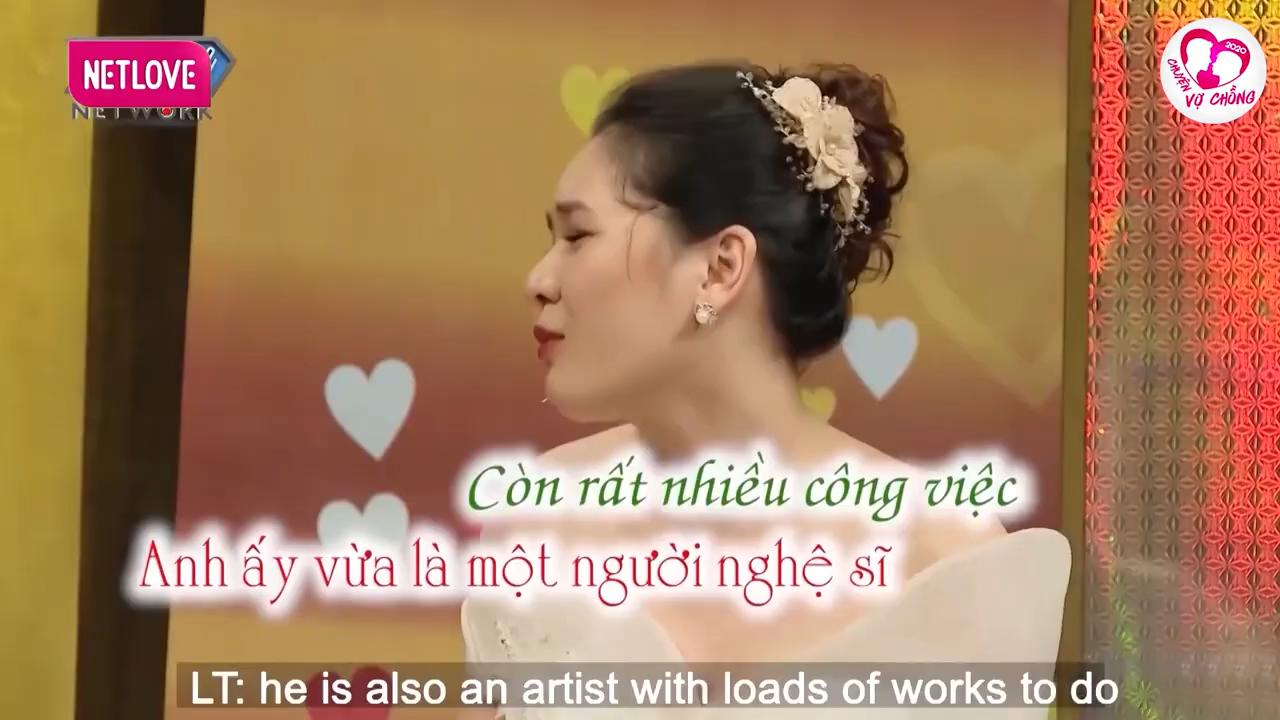 NETLOVE
NETWORK
2020
CHUYỆN
VỢ CHỒNG
Còn rất nhiều công việc
Anh ấy vừa là một người nghệ sĩ
LT: he is also an artist with loads of works to do